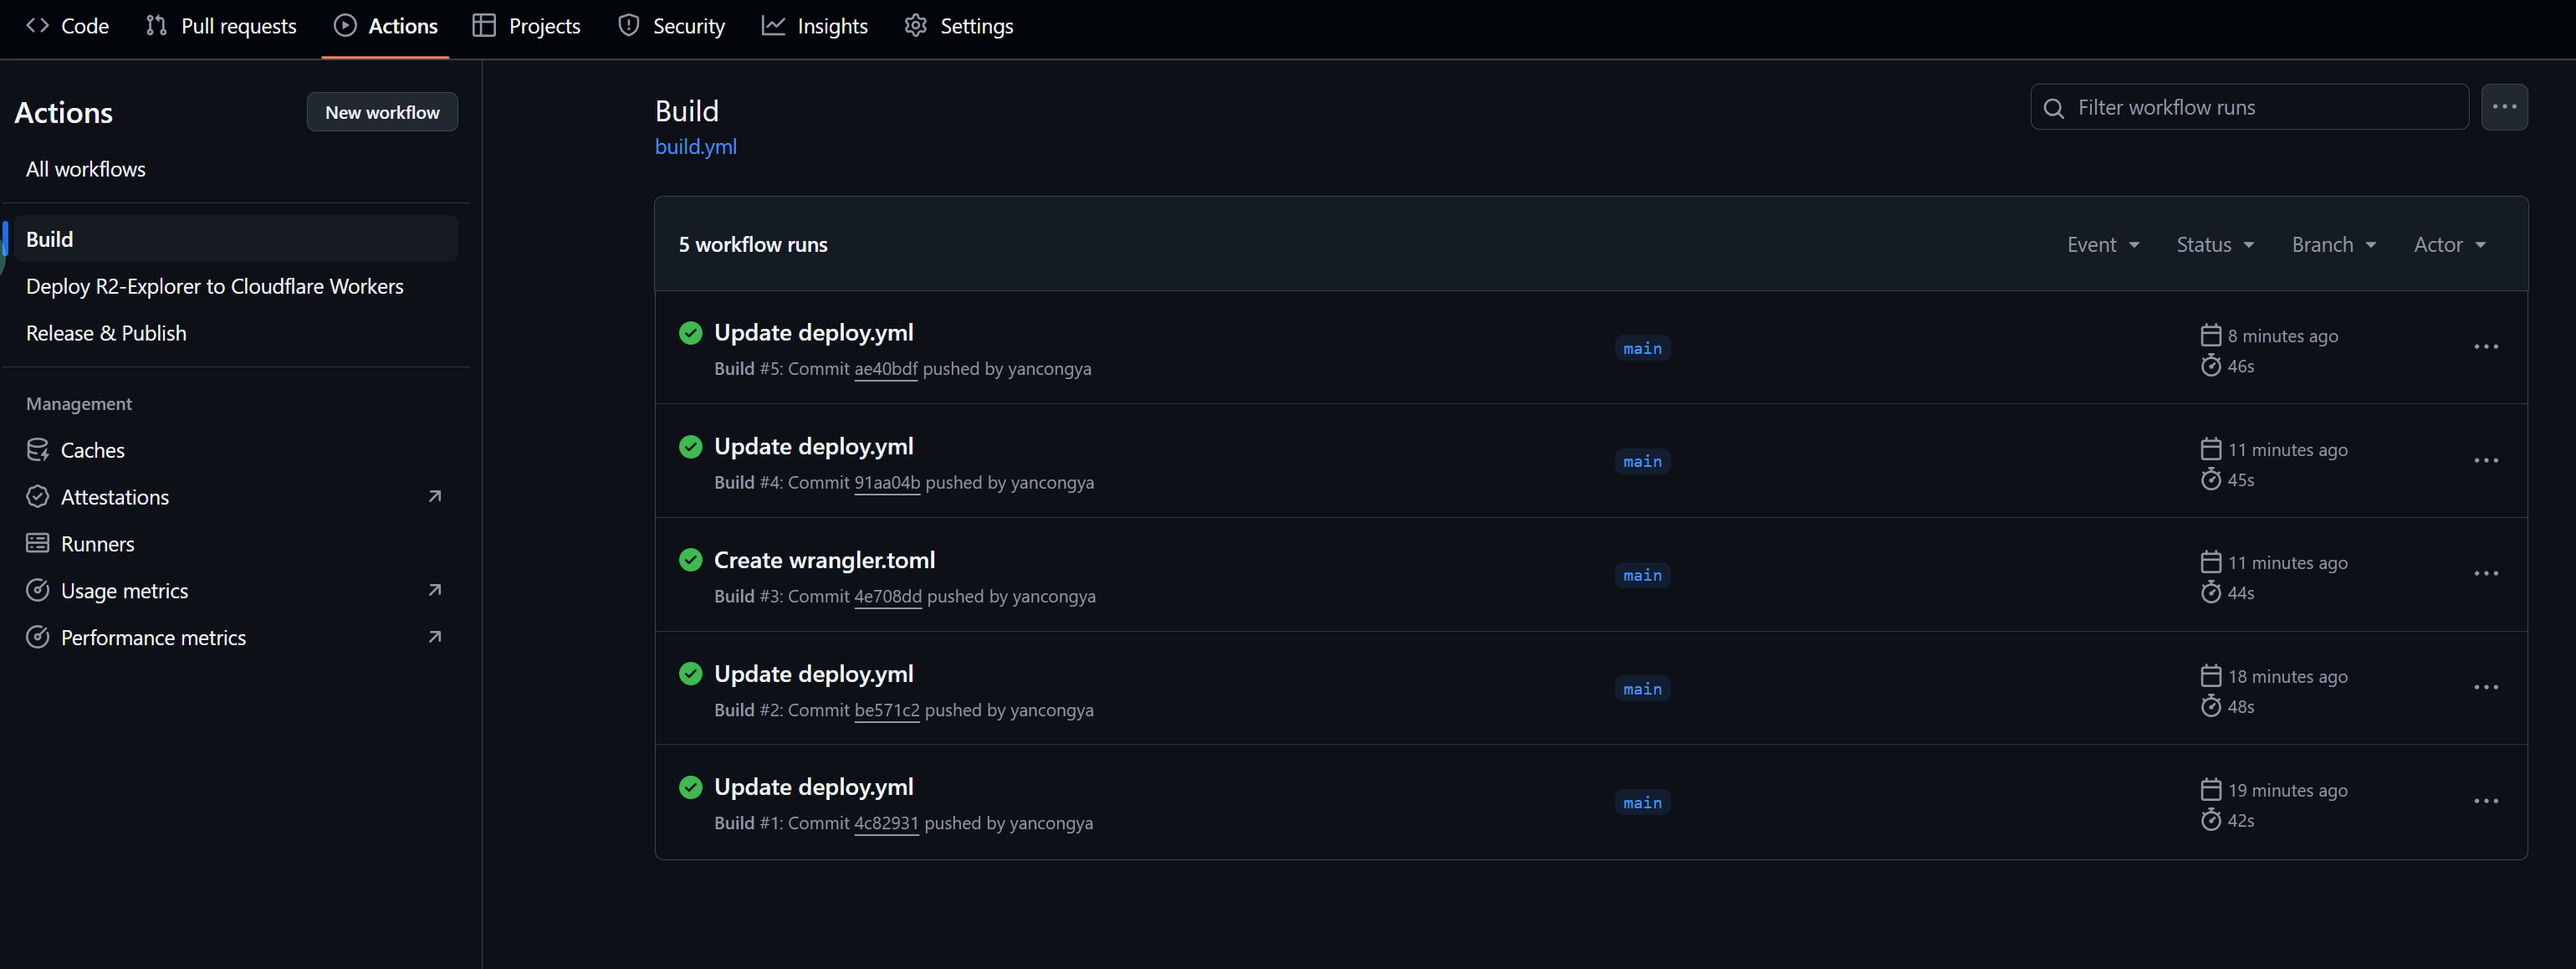 Code Pull requests Actions Projects Security Insights Settings
Actions
New workflow
All workflows
Build
Deploy R2-Explorer to Cloudflare Workers
Release & Publish
Management
Caches
Attestations
Runners
Usage metrics
Performance metrics
Build
build.yml
Filter workflow runs
5 workflow runs
Event Status Branch Actor
Update deploy.yml
Build #5: Commit ae40bdf pushed by yancongya
main
8 minutes ago
46s
Update deploy.yml
Build #4: Commit 91aa04b pushed by yancongya
main
11 minutes ago
45s
Create wrangler.toml
Build #3: Commit 4e708dd pushed by yancongya
main
11 minutes ago
44s
Update deploy.yml
Build #2: Commit be571c2 pushed by yancongya
main
18 minutes ago
48s
Update deploy.yml
Build #1: Commit 4c82931 pushed by yancongya
main
19 minutes ago
42s